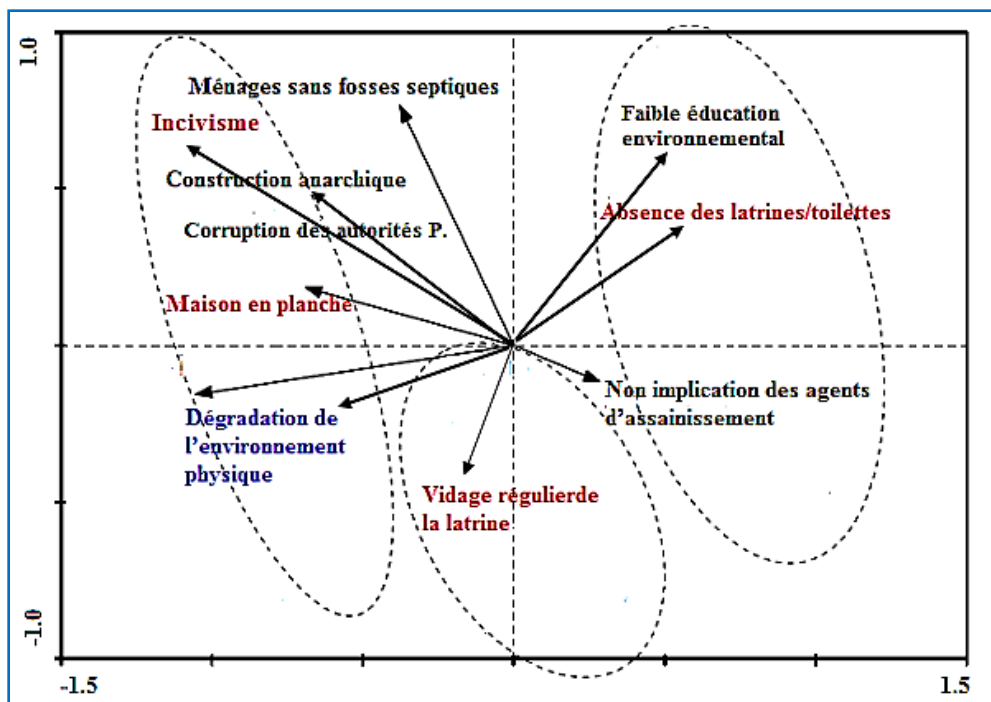 1.0
Ménages sans fosses septiques
Incivisme
Faible éducation
environnemental
Construction anarchique
Absence des latrines/toilettes
Corruption des autorités P.
Maison en planche
Non implication des agents
d'assainissement
Dégradation de
l'environnement
physique
Vidage régulierde
la latrine
-1.0
-1.5
1.5